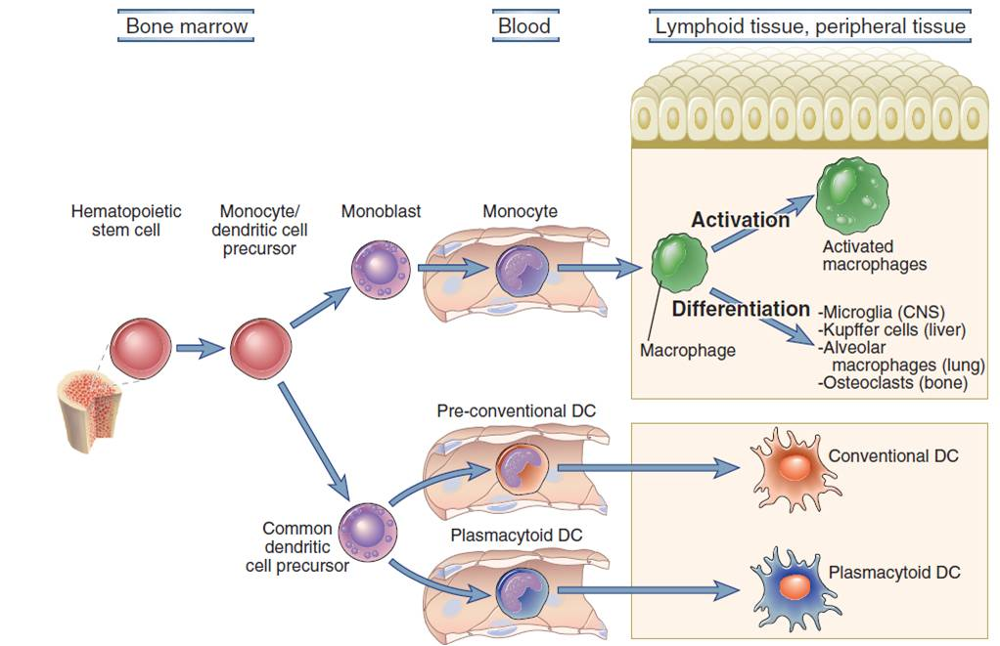 Bone marrow
Blood
Lymphoid tissue, peripheral tissue
Hematopoietic
stem cell
Monocyte/
dendritic cell
precursor
Monoblast
Monocyte
Activation
Activated
macrophages
Differentiation
Macrophage
-Microglia (CNS)
-Kupffer cells (liver)
-Alveolar
macrophages (lung)
-Osteoclasts (bone)
Pre-conventional DC
Conventional DC
Common
dendritic
cell precursor
Plasmacytoid DC
Plasmacytoid DC